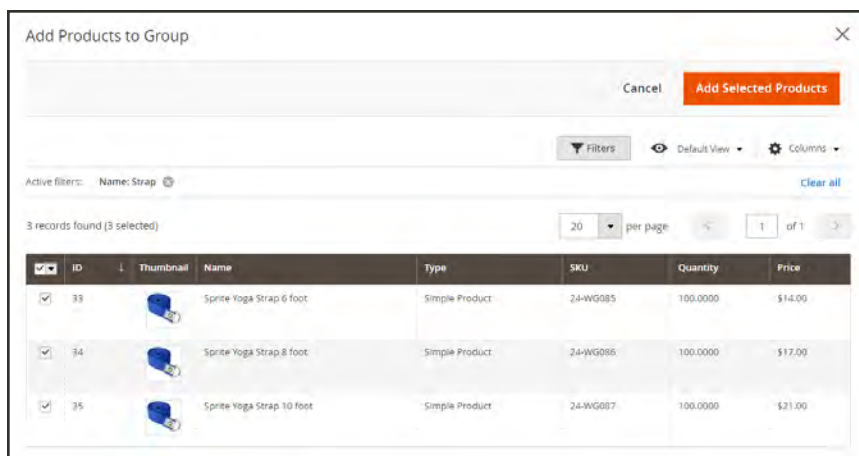 Add Products to Group
Cancel Add Selected Products
Filters Default View Columns
Active filters: Name: Strap Clear all
3 records found (3 selected) 20 per page 1 of 1
ID Thumbnail Name Type SKU Quantity Price
33 Sprite Yoga Strap 6 foot Simple Product 24-WG085 100.0000 $14.00
34 Sprite Yoga Strap 8 foot Simple Product 24-WG086 100.0000 $17.00
35 Sprite Yoga Strap 10 foot Simple Product 24-WG087 100.0000 $21.00